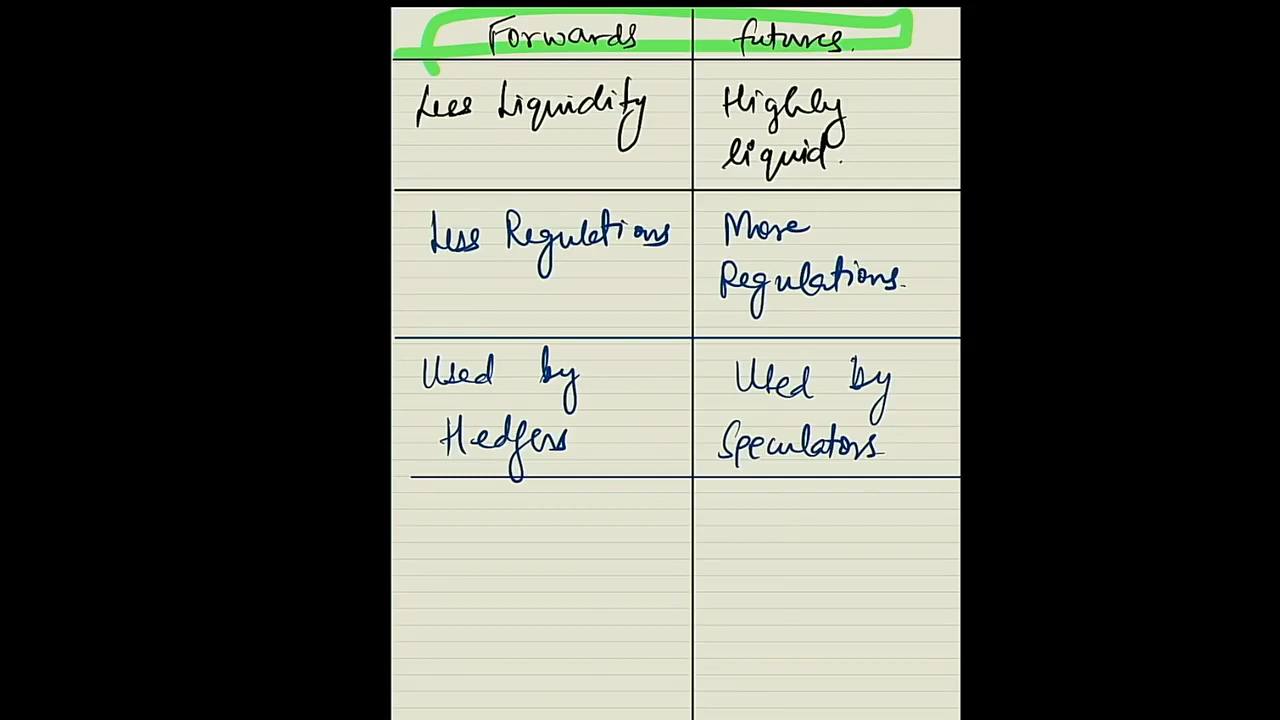 Forwards futures.
Less Liquidity Highly
liquid.
Less Regulations More
Regulations.
Used by Used by
Hedgers Speculators